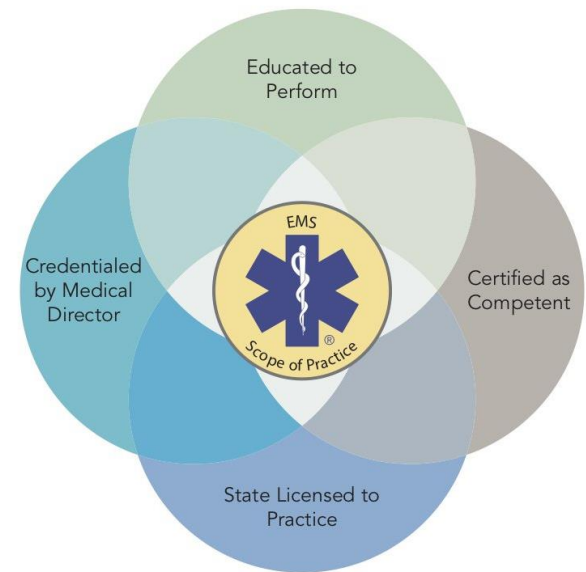 Educated to
Perform
EMS
Credentialed
by Medical
Director
Certified as
Competent
®
Scope of Practice
State Licensed to
Practice